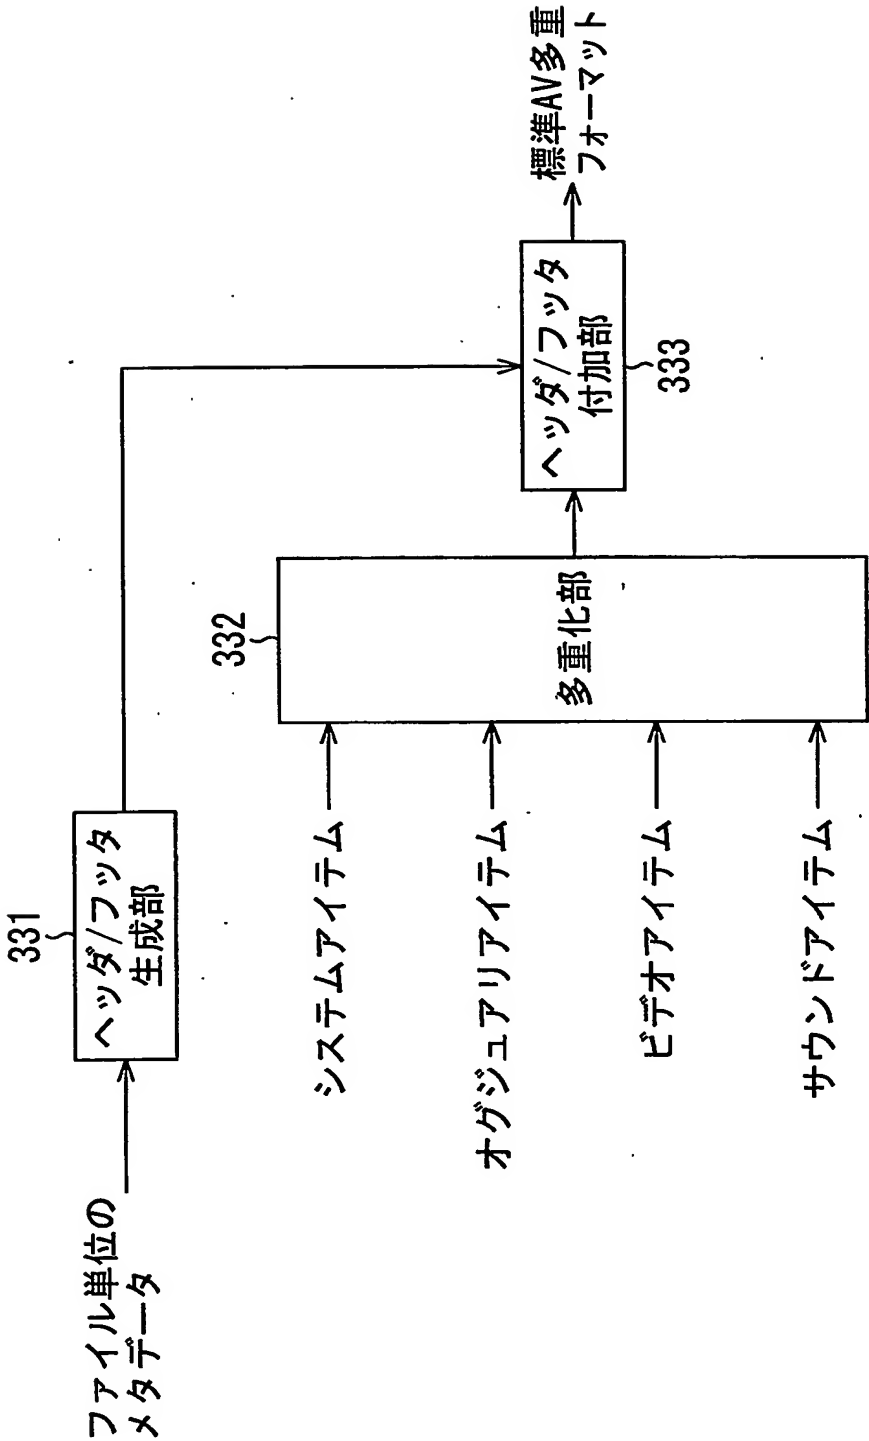 ファイル単位の
メタデータ
331
ヘッダ/フッタ
生成部
システムアイテム
オグジュアリアイテム
ビデオアイテム
サウンドアイテム
332
多重化部
ヘッダ/フッタ
付加部
333
標準AV多重
フォーマット